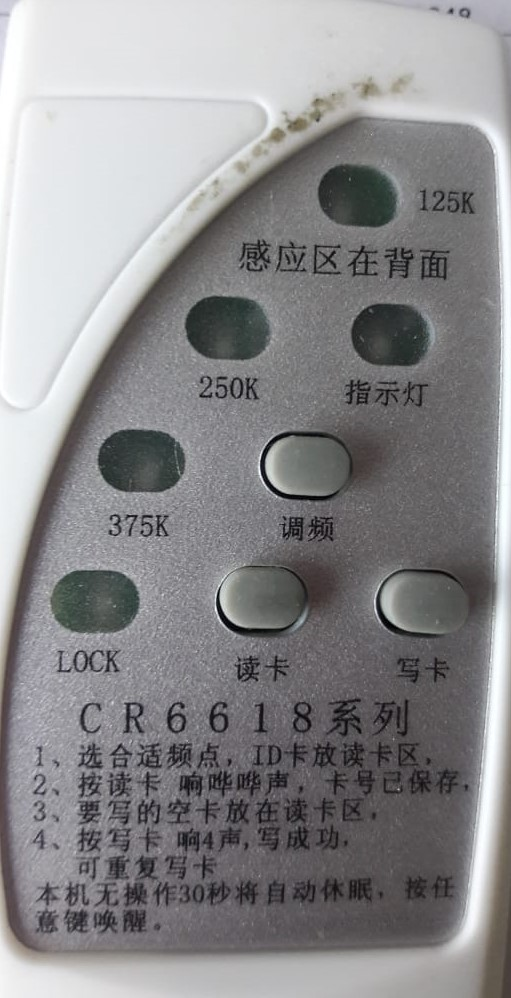 125K
感应区在背面
250K 指示灯
375K 调频
LOCK 读卡 写卡
CR6618系列
1、选合适频点，ID卡放读卡区，
2、按读卡 响哗哗声，卡号已保存，
3、要写的空卡放在读卡区，
4、按写卡 响4声,写成功，
可重复写卡
本机无操作30秒将自动休眠，按任
意键唤醒。